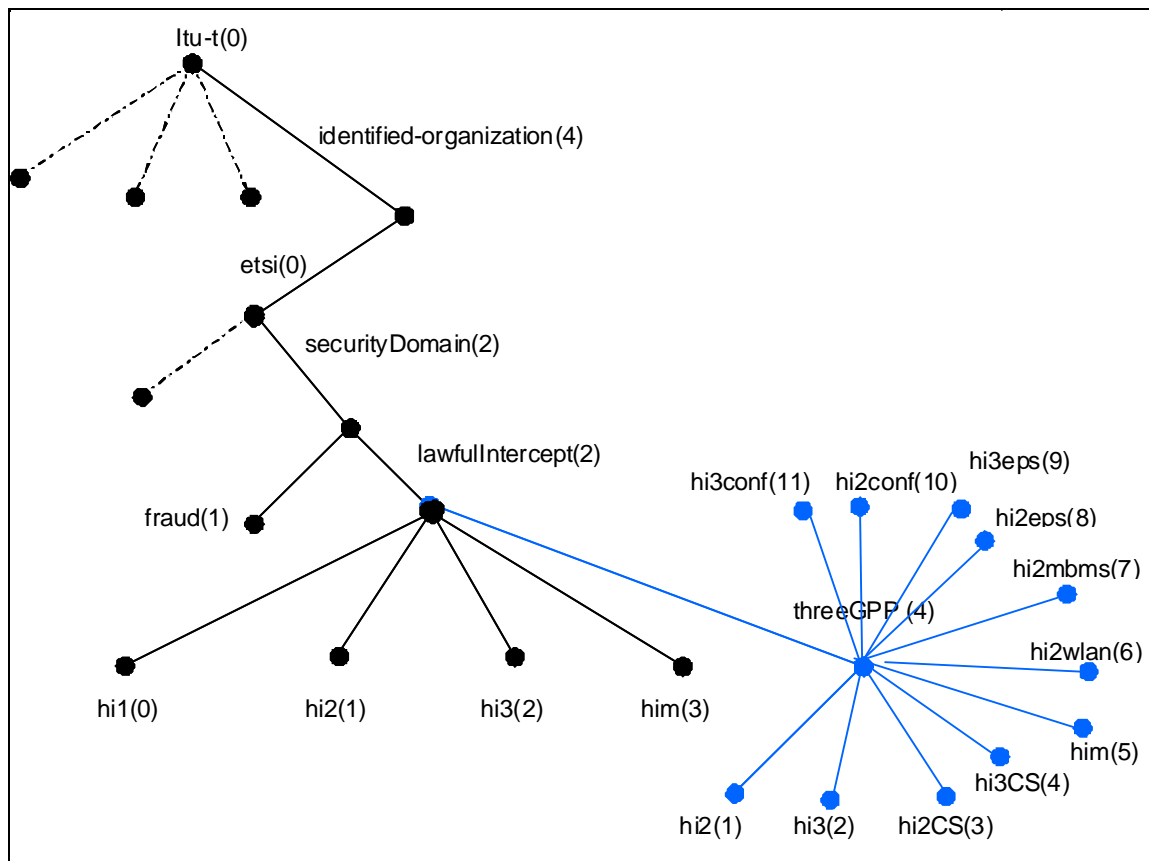 Itu-t(0)
identified-organization(4)
etsi(0)
securityDomain(2)
lawfulIntercept(2)
fraud(1)
hi1(0)
hi2(1)
hi3(2)
him(3)
threeGPP (4)
hi3conf(11)
hi2conf(10)
hi3eps(9)
hi2eps(8)
hi2mbms(7)
hi2wlan(6)
him(5)
hi3CS(4)
hi2CS(3)
hi3(2)
hi2(1)